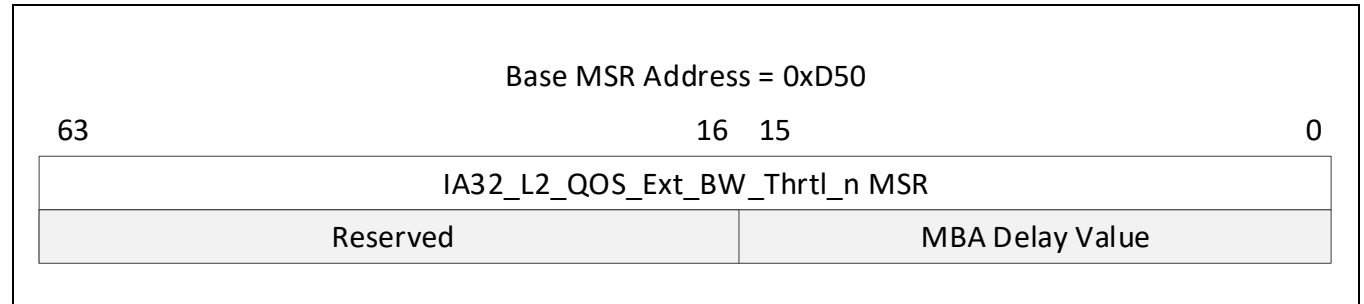 Base MSR Address = 0xD50
63 16 15 0
IA32_L2_QOS_Ext_BW_Thrtl_n MSR
Reserved MBA Delay Value